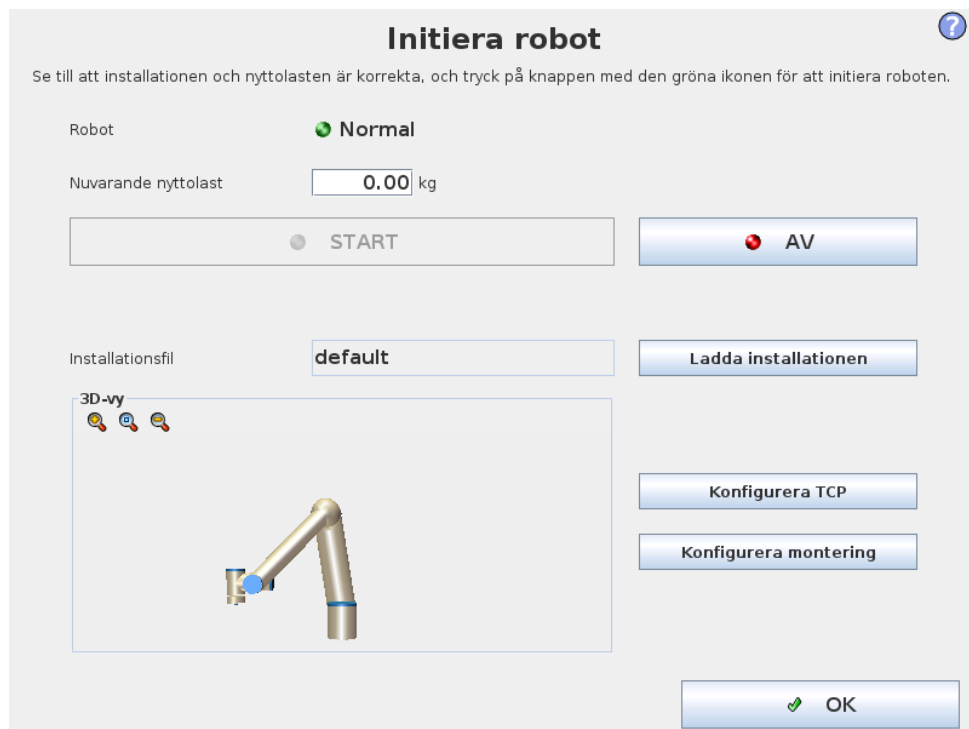 Initiera robot
?
Se till att installationen och nyttolasten är korrekta, och tryck på knappen med den gröna ikonen för att initiera roboten.
Robot
Normal
Nuvarande nyttolast
0.00 kg
START
AV
Installationsfil
default
Ladda installationen
3D-vy
Konfigurera TCP
Konfigurera montering
OK